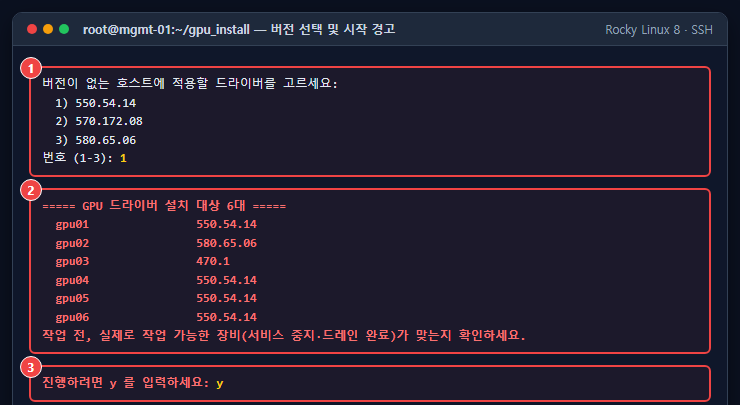 root@mgmt-01:~/gpu_install — 버전 선택 및 시작 경고
Rocky Linux 8 · SSH
1
버전이 없는 호스트에 적용할 드라이버를 고르세요:
1) 550.54.14
2) 570.172.08
3) 580.65.06
번호 (1-3): 1
2
===== GPU 드라이버 설치 대상 6대 =====
gpu01 550.54.14
gpu02 580.65.06
gpu03 470.1
gpu04 550.54.14
gpu05 550.54.14
gpu06 550.54.14
작업 전, 실제로 작업 가능한 장비(서비스 중지·드레인 완료)가 맞는지 확인하세요.
3
진행하려면 y 를 입력하세요: y